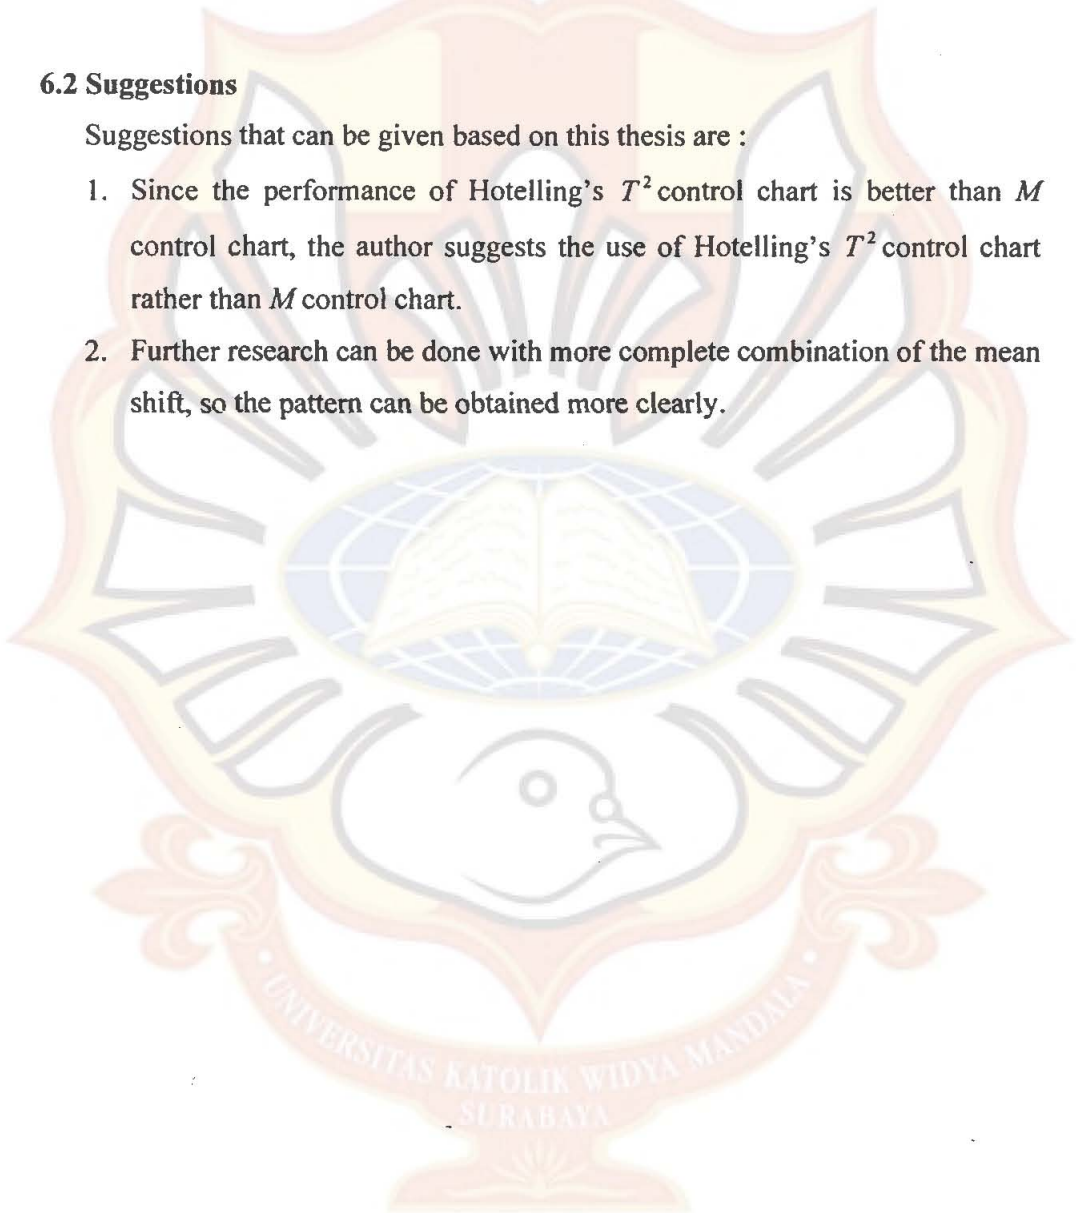 6.2 Suggestions
Suggestions that can be given based on this thesis are :
1. Since the performance of Hotelling's T² control chart is better than M
control chart, the author suggests the use of Hotelling's T² control chart
rather than M control chart.
2. Further research can be done with more complete combination of the mean
shift, so the pattern can be obtained more clearly.
• UNIVERSITAS KATOLIK WIDYA MANDALA •
SURABAYA